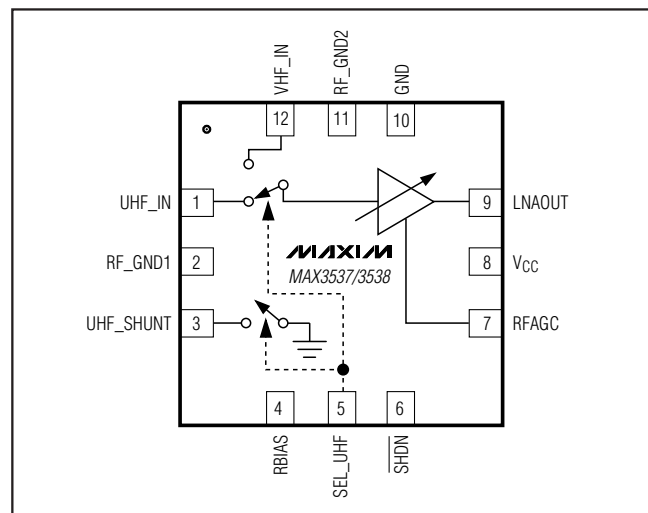 VHF_IN
RF_GND2
GND
12
11
10
UHF_IN
1
9
LNAOUT
RF_GND1
2
MAXIM
MAX3537/3538
8
VCC
UHF_SHUNT
3
7
RFAGC
4
5
6
RBIAS
SEL_UHF
SHDN